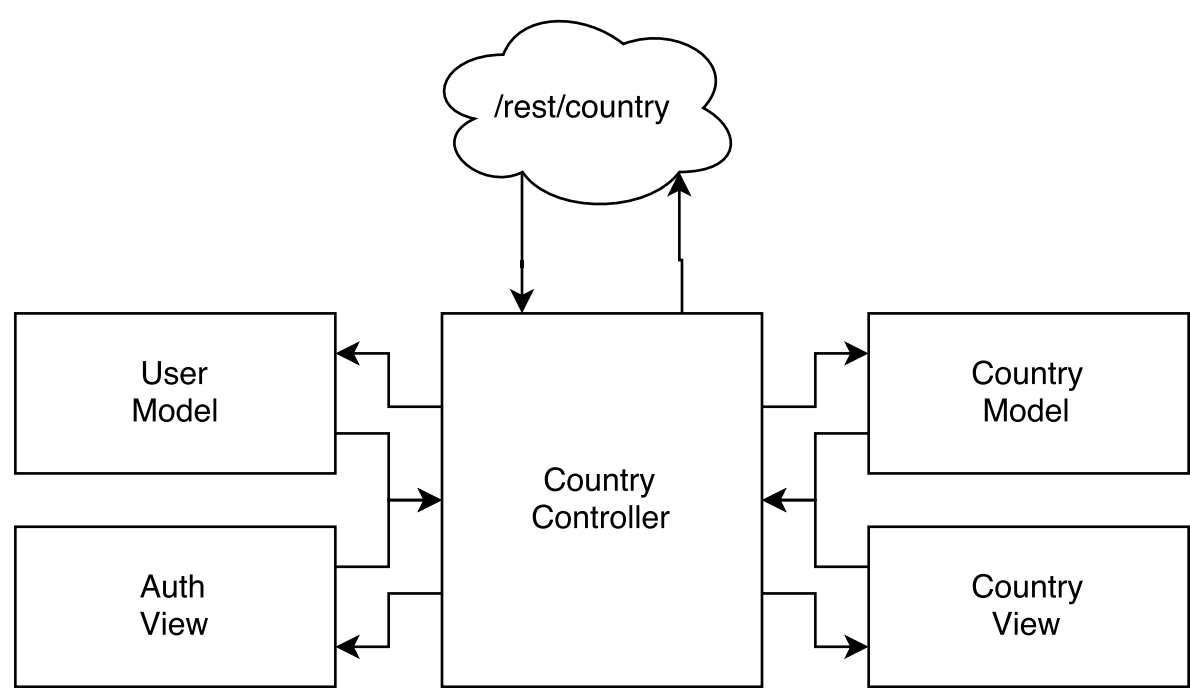 /rest/country
User
Model
Country
Model
Country
Controller
Auth
View
Country
View